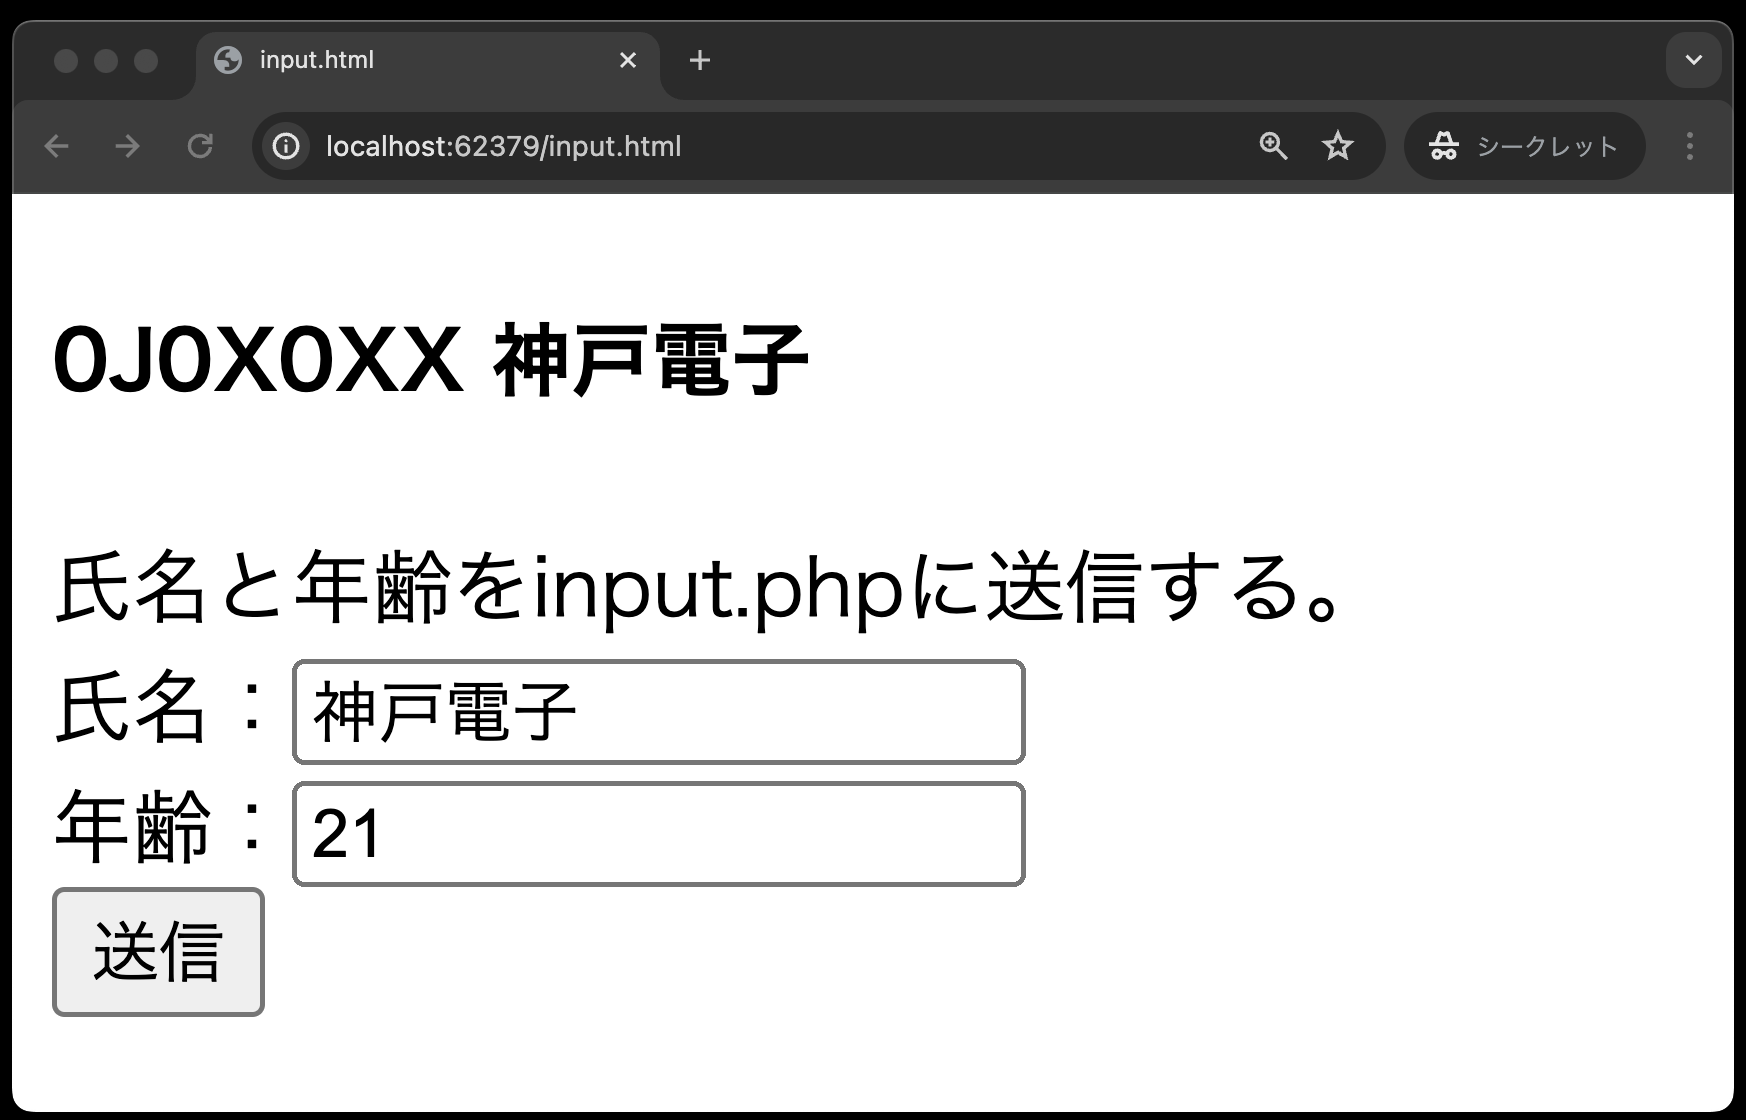 input.html
localhost:62379/input.html
シークレット
0J0X0XX 神戸電子
氏名と年齢をinput.phpに送信する。
氏名：神戸電子
年齢：21
送信